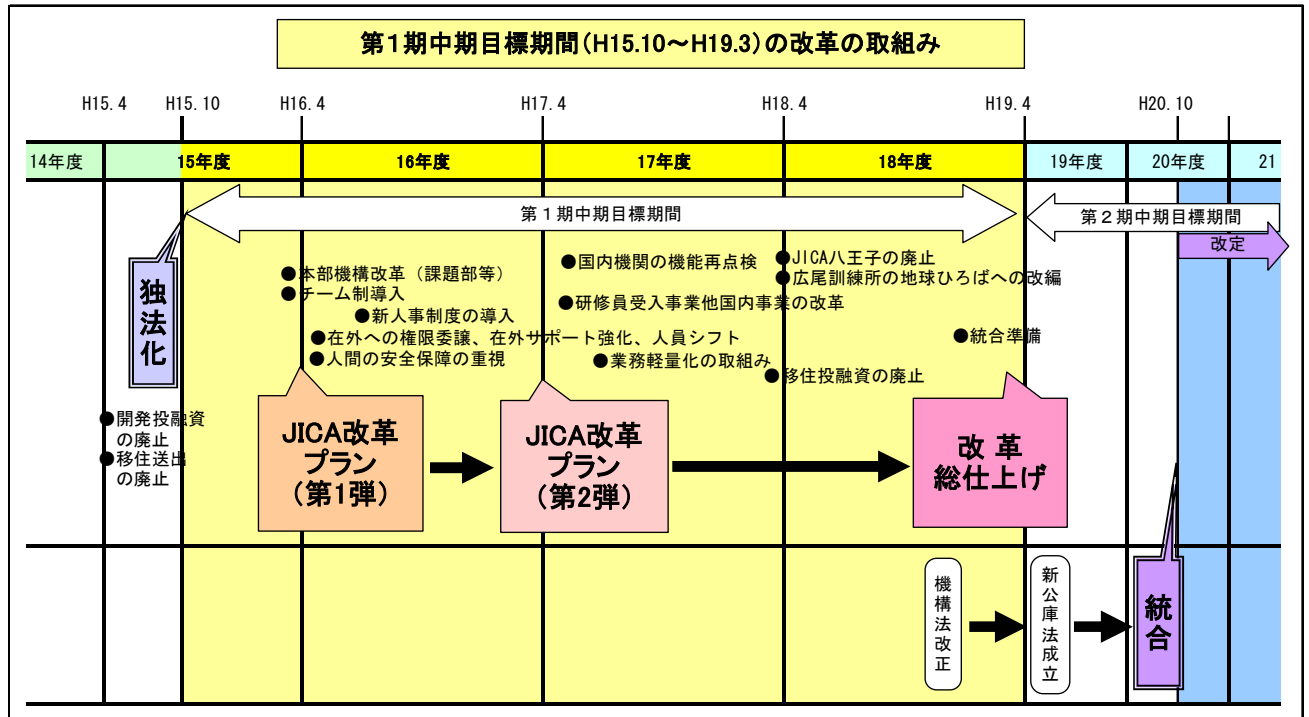 第1期中期目標期間(H15.10～H19.3)の改革の取組み
H15.4
H15.10
H16.4
H17.4
H18.4
H19.4
H20.10
14年度
15年度
16年度
17年度
18年度
19年度
20年度
21
第１期中期目標期間
第２期中期目標期間
改定
独法化
●本部機構改革（課題部等）
●チーム制導入
●新人事制度の導入
●在外への権限委譲、在外サポート強化、人員シフト
●人間の安全保障の重視
●国内機関の機能再点検
●研修員受入事業他国内事業の改革
●業務軽量化の取組み
●JICA八王子の廃止
●広尾訓練所の地球ひろばへの改編
●移住投融資の廃止
●統合準備
●開発投融資
の廃止
●移住送出
の廃止
JICA改革
プラン
（第1弾）
JICA改革
プラン
（第2弾）
改 革
総仕上げ
機構法改正
新公庫法成立
統合